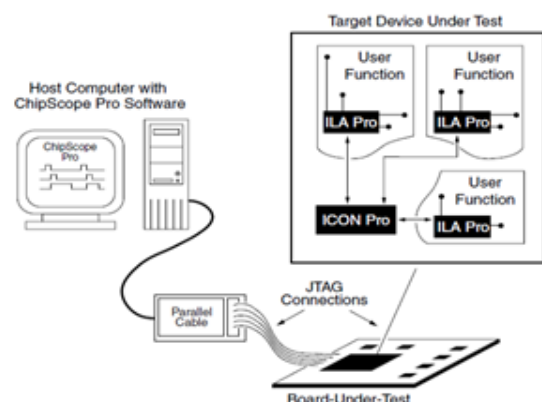 Target Device Under Test
User
Function
ILA Pro
User
Function
ILA Pro
User
Function
ILA Pro
ICON Pro
Host Computer with
ChipScope Pro Software
ChipScope
Pro
JTAG
Connections
Parallel
Cable
Board-Under-Test